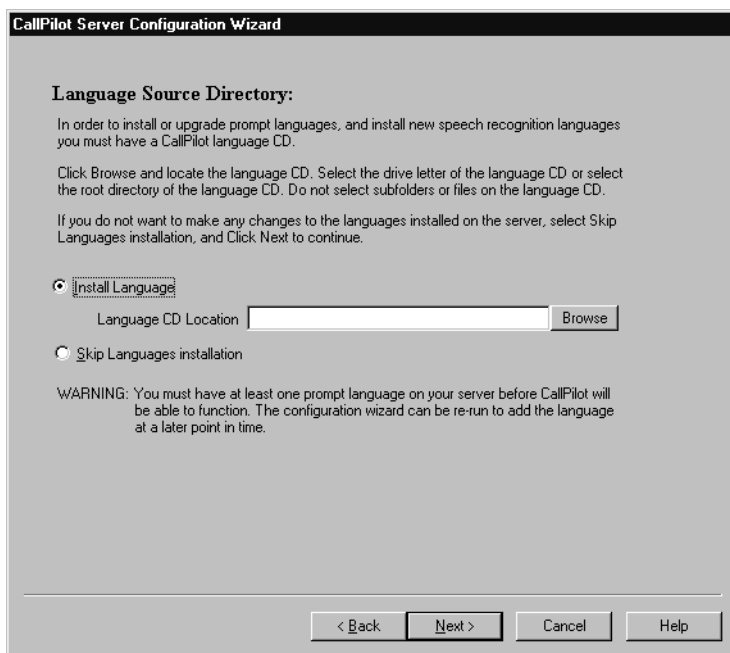 CallPilot Server Configuration Wizard
Language Source Directory:
In order to install or upgrade prompt languages, and install new speech recognition languages
you must have a CallPilot language CD.
Click Browse and locate the language CD. Select the drive letter of the language CD or select
the root directory of the language CD. Do not select subfolders or files on the language CD.
If you do not want to make any changes to the languages installed on the server, select Skip
Languages installation, and Click Next to continue.
Install Language
Language CD Location
Browse
Skip Languages installation
WARNING: You must have at least one prompt language on your server before CallPilot will
be able to function. The configuration wizard can be re-run to add the language
at a later point in time.
< Back Next > Cancel Help